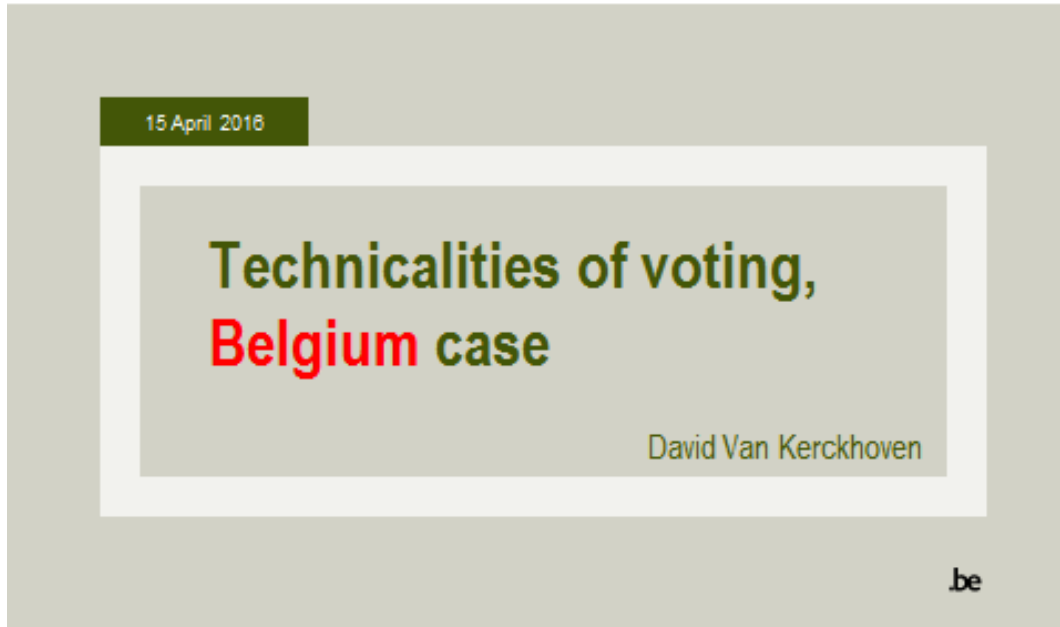 15 April 2016
Technicalities of voting,
Belgium case
David Van Kerckhoven
.be